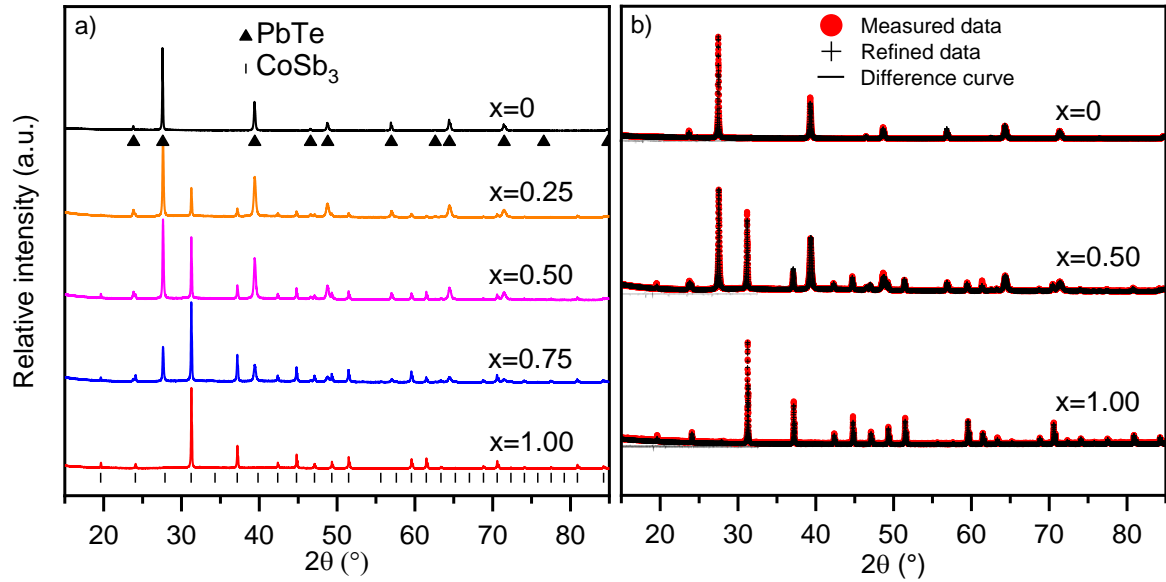 a)
▲PbTe
CoSb₃
x=0
x=0.25
x=0.50
x=0.75
x=1.00
20 30 40 50 60 70 80
2θ (°)
Relative intensity (a.u.)
b)
Measured data
Refined data
Difference curve
x=0
x=0.50
x=1.00
20 30 40 50 60 70 80
2θ (°)